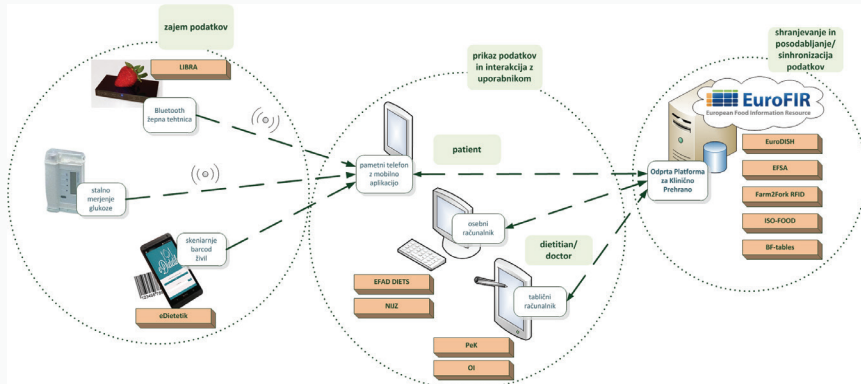 zajem podatkov
LIBRA
Bluetooth
žepna tehtnica
stalno
merjenje
glukoze
skeniarnje
barcod
živil
eDietetik
prikaz podatkov
in interakcija z
uporabnikom
pametni telefon
z mobilno
aplikacijo
patient
osebni
računalnik
dietitian/
doctor
EFAD DIETS
NIJZ
tablični
računalnik
PeK
OI
shranjevanje in
posodabljanje/
sinhronizacija
podatkov
EuroFIR
European Food Information Resource
Odprta Platforma
za Klinično
Prehrano
EuroDISH
EFSA
Farm2Fork RFID
ISO-FOOD
BF-tables